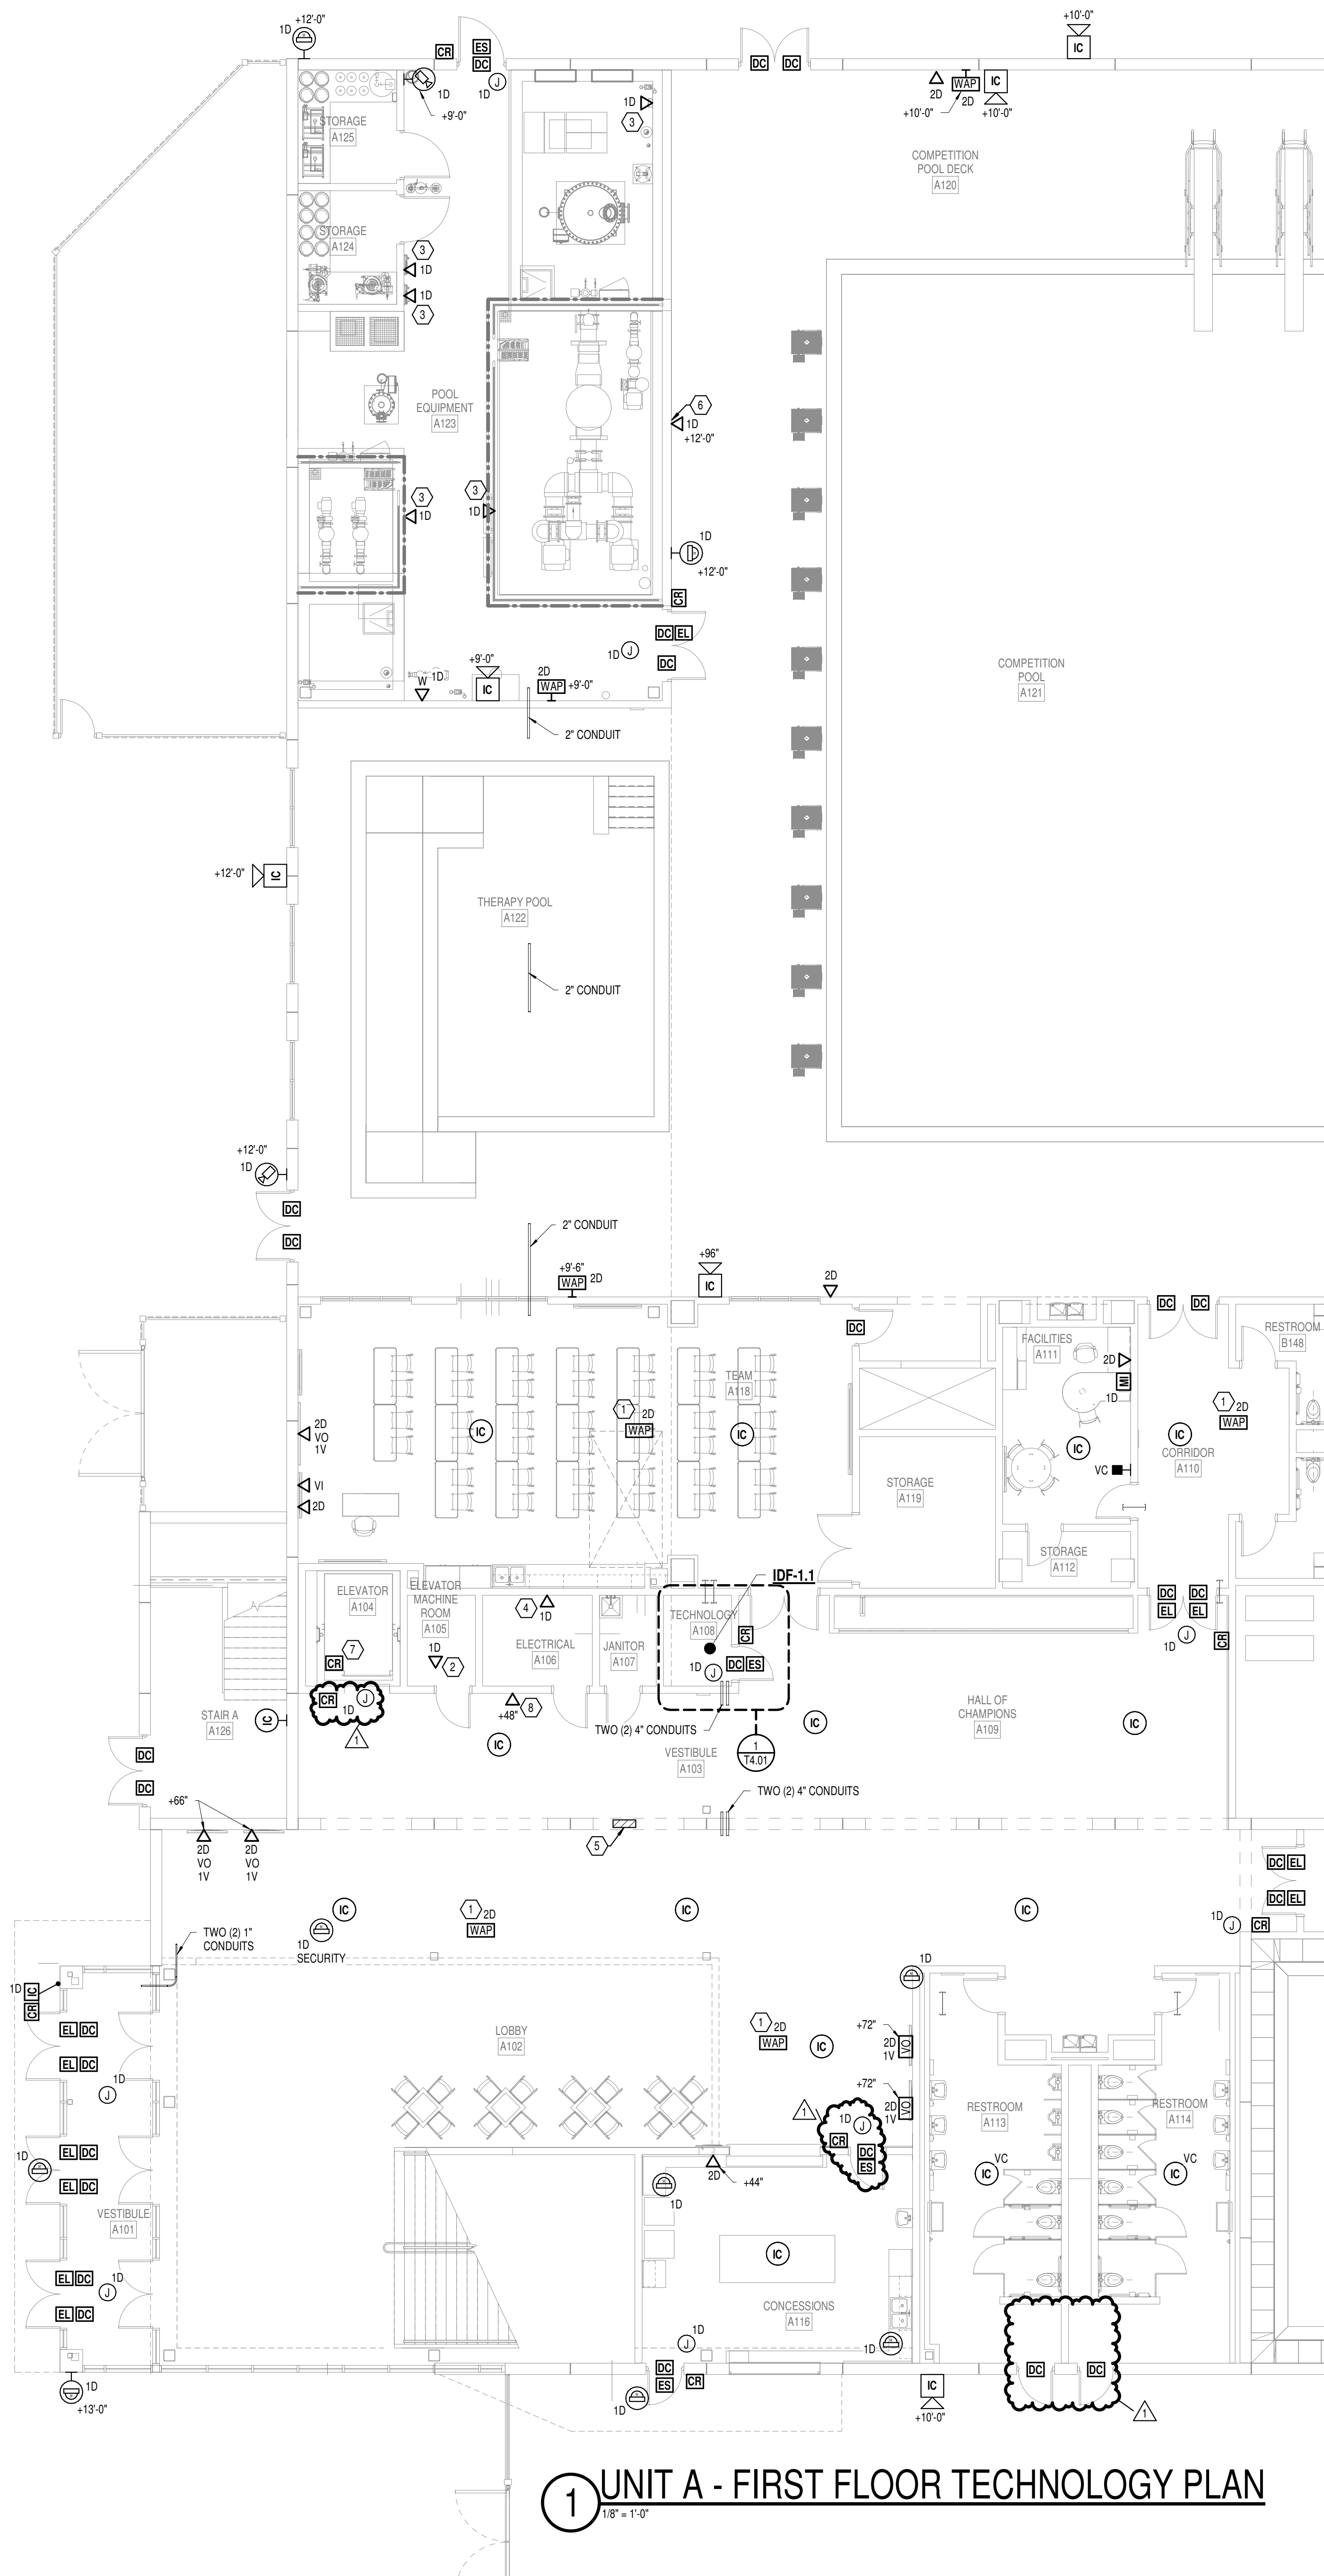 1D
+12'-0"
CR
ES
DC
1D
J
1D
+9'-0"
STORAGE
A125
1D
3
DC
DC
+10'-0"
IC
2D
WAP
2D
+10'-0"
IC
+10'-0"
COMPETITION
POOL DECK
A120
STORAGE
A124
3
1D
1D
3
POOL
EQUIPMENT
A123
6
1D
+12'-0"
3
1D
3
1D
1D
+12'-0"
CR
DC
EL
DC
1D
J
+9'-0"
IC
W
1D
2D
WAP
+9'-0"
2" CONDUIT
COMPETITION
POOL
A121
+12'-0"
IC
THERAPY POOL
A122
2" CONDUIT
+12'-0"
1D
DC
DC
2" CONDUIT
+9'-6"
WAP
2D
+96"
IC
2D
DC
DC
DC
FACILITIES
A111
2D
MI
1D
RESTROOM
B148
TEAM
A118
1
2D
WAP
IC
IC
2D
VO
1V
VI
2D
IC
VC
IC
CORRIDOR
A110
1
2D
WAP
STORAGE
A119
STORAGE
A112
IDF-1.1
ELEVATOR
A104
7
CR
ELEVATOR
MACHINE
ROOM
A105
1D
2
4
1D
ELECTRICAL
A106
JANITOR
A107
TECHNOLOGY
A108
CR
1D
J
DC
ES
DC
DC
EL
EL
1D
J
CR
CR
1D
J
1
STAIR A
A126
IC
+48"
8
IC
TWO (2) 4" CONDUITS
VESTIBULE
A103
1
T4.01
IC
HALL OF
CHAMPIONS
A109
IC
DC
DC
+66"
2D
VO
1V
2D
VO
1V
5
TWO (2) 4" CONDUITS
DC
EL
DC
EL
1D
J
CR
IC
1D
SECURITY
1
2D
WAP
IC
IC
TWO (2) 1"
CONDUITS
1D
IC
CR
EL
DC
EL
DC
1D
J
EL
DC
EL
DC
1D
VESTIBULE
A101
EL
DC
EL
DC
1D
J
1D
+13'-0"
LOBBY
A102
1
2D
WAP
IC
1D
+72"
2D
1V
VO
+72"
2D
1V
VO
1
1D
J
CR
DC
ES
2D
+44"
1D
IC
CONCESSIONS
A116
1D
J
1D
DC
ES
CR
1D
IC
+10'-0"
RESTROOM
A113
RESTROOM
A114
IC
VC
IC
VC
DC
DC
1
1
UNIT A - FIRST FLOOR TECHNOLOGY PLAN
1/8" = 1'-0"